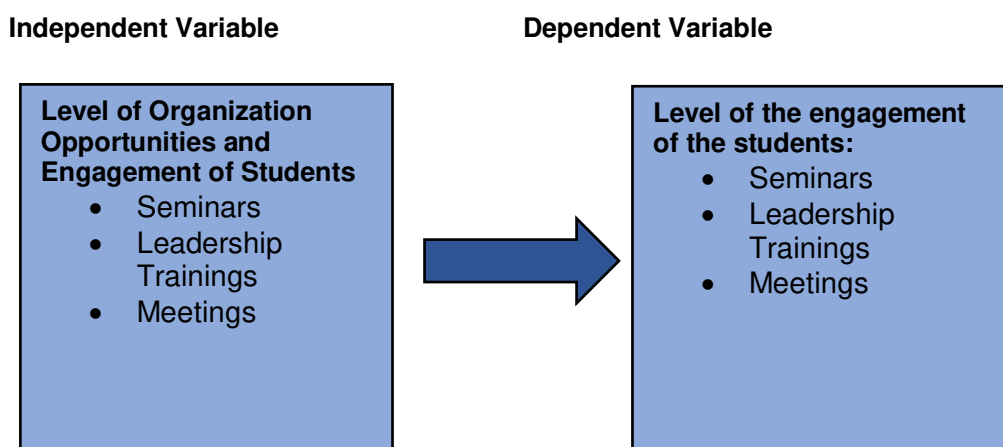 Independent Variable
Dependent Variable
Level of Organization
Opportunities and
Engagement of Students
• Seminars
• Leadership
Trainings
• Meetings
Level of the engagement
of the students:
• Seminars
• Leadership
Trainings
• Meetings